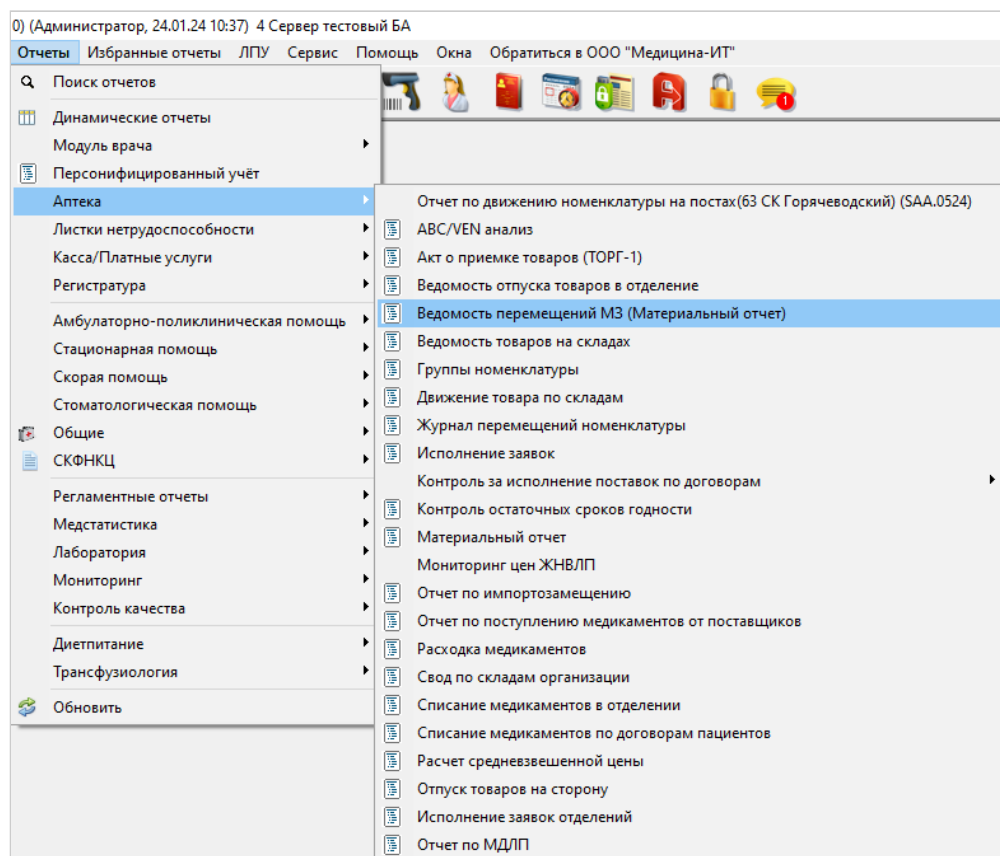 0) (Администратор, 24.01.24 10:37) 4 Сервер тестовый БА
Отчеты Избранные отчеты ЛПУ Сервис Помощь Окна Обратиться в ООО "Медицина-ИТ"
1
Поиск отчетов
Динамические отчеты
Модуль врача
Персонифицированный учёт
Аптека
Листки нетрудоспособности
Касса/Платные услуги
Регистратура
Амбулаторно-поликлиническая помощь
Стационарная помощь
Скорая помощь
Стоматологическая помощь
Общие
СКФНКЦ
Регламентные отчеты
Медстатистика
Лаборатория
Мониторинг
Контроль качества
Диетпитание
Трансфузиология
Обновить
Отчет по движению номенклатуры на постах(63 СК Горячеводский) (SAA.0524)
ABC/VEN анализ
Акт о приемке товаров (ТОРГ-1)
Ведомость отпуска товаров в отделение
Ведомость перемещений МЗ (Материальный отчет)
Ведомость товаров на складах
Группы номенклатуры
Движение товара по складам
Журнал перемещений номенклатуры
Исполнение заявок
Контроль за исполнение поставок по договорам
Контроль остаточных сроков годности
Материальный отчет
Мониторинг цен ЖНВЛП
Отчет по импортозамещению
Отчет по поступлению медикаментов от поставщиков
Расходка медикаментов
Свод по складам организации
Списание медикаментов в отделении
Списание медикаментов по договорам пациентов
Расчет средневзвешенной цены
Отпуск товаров на сторону
Исполнение заявок отделений
Отчет по МДЛП